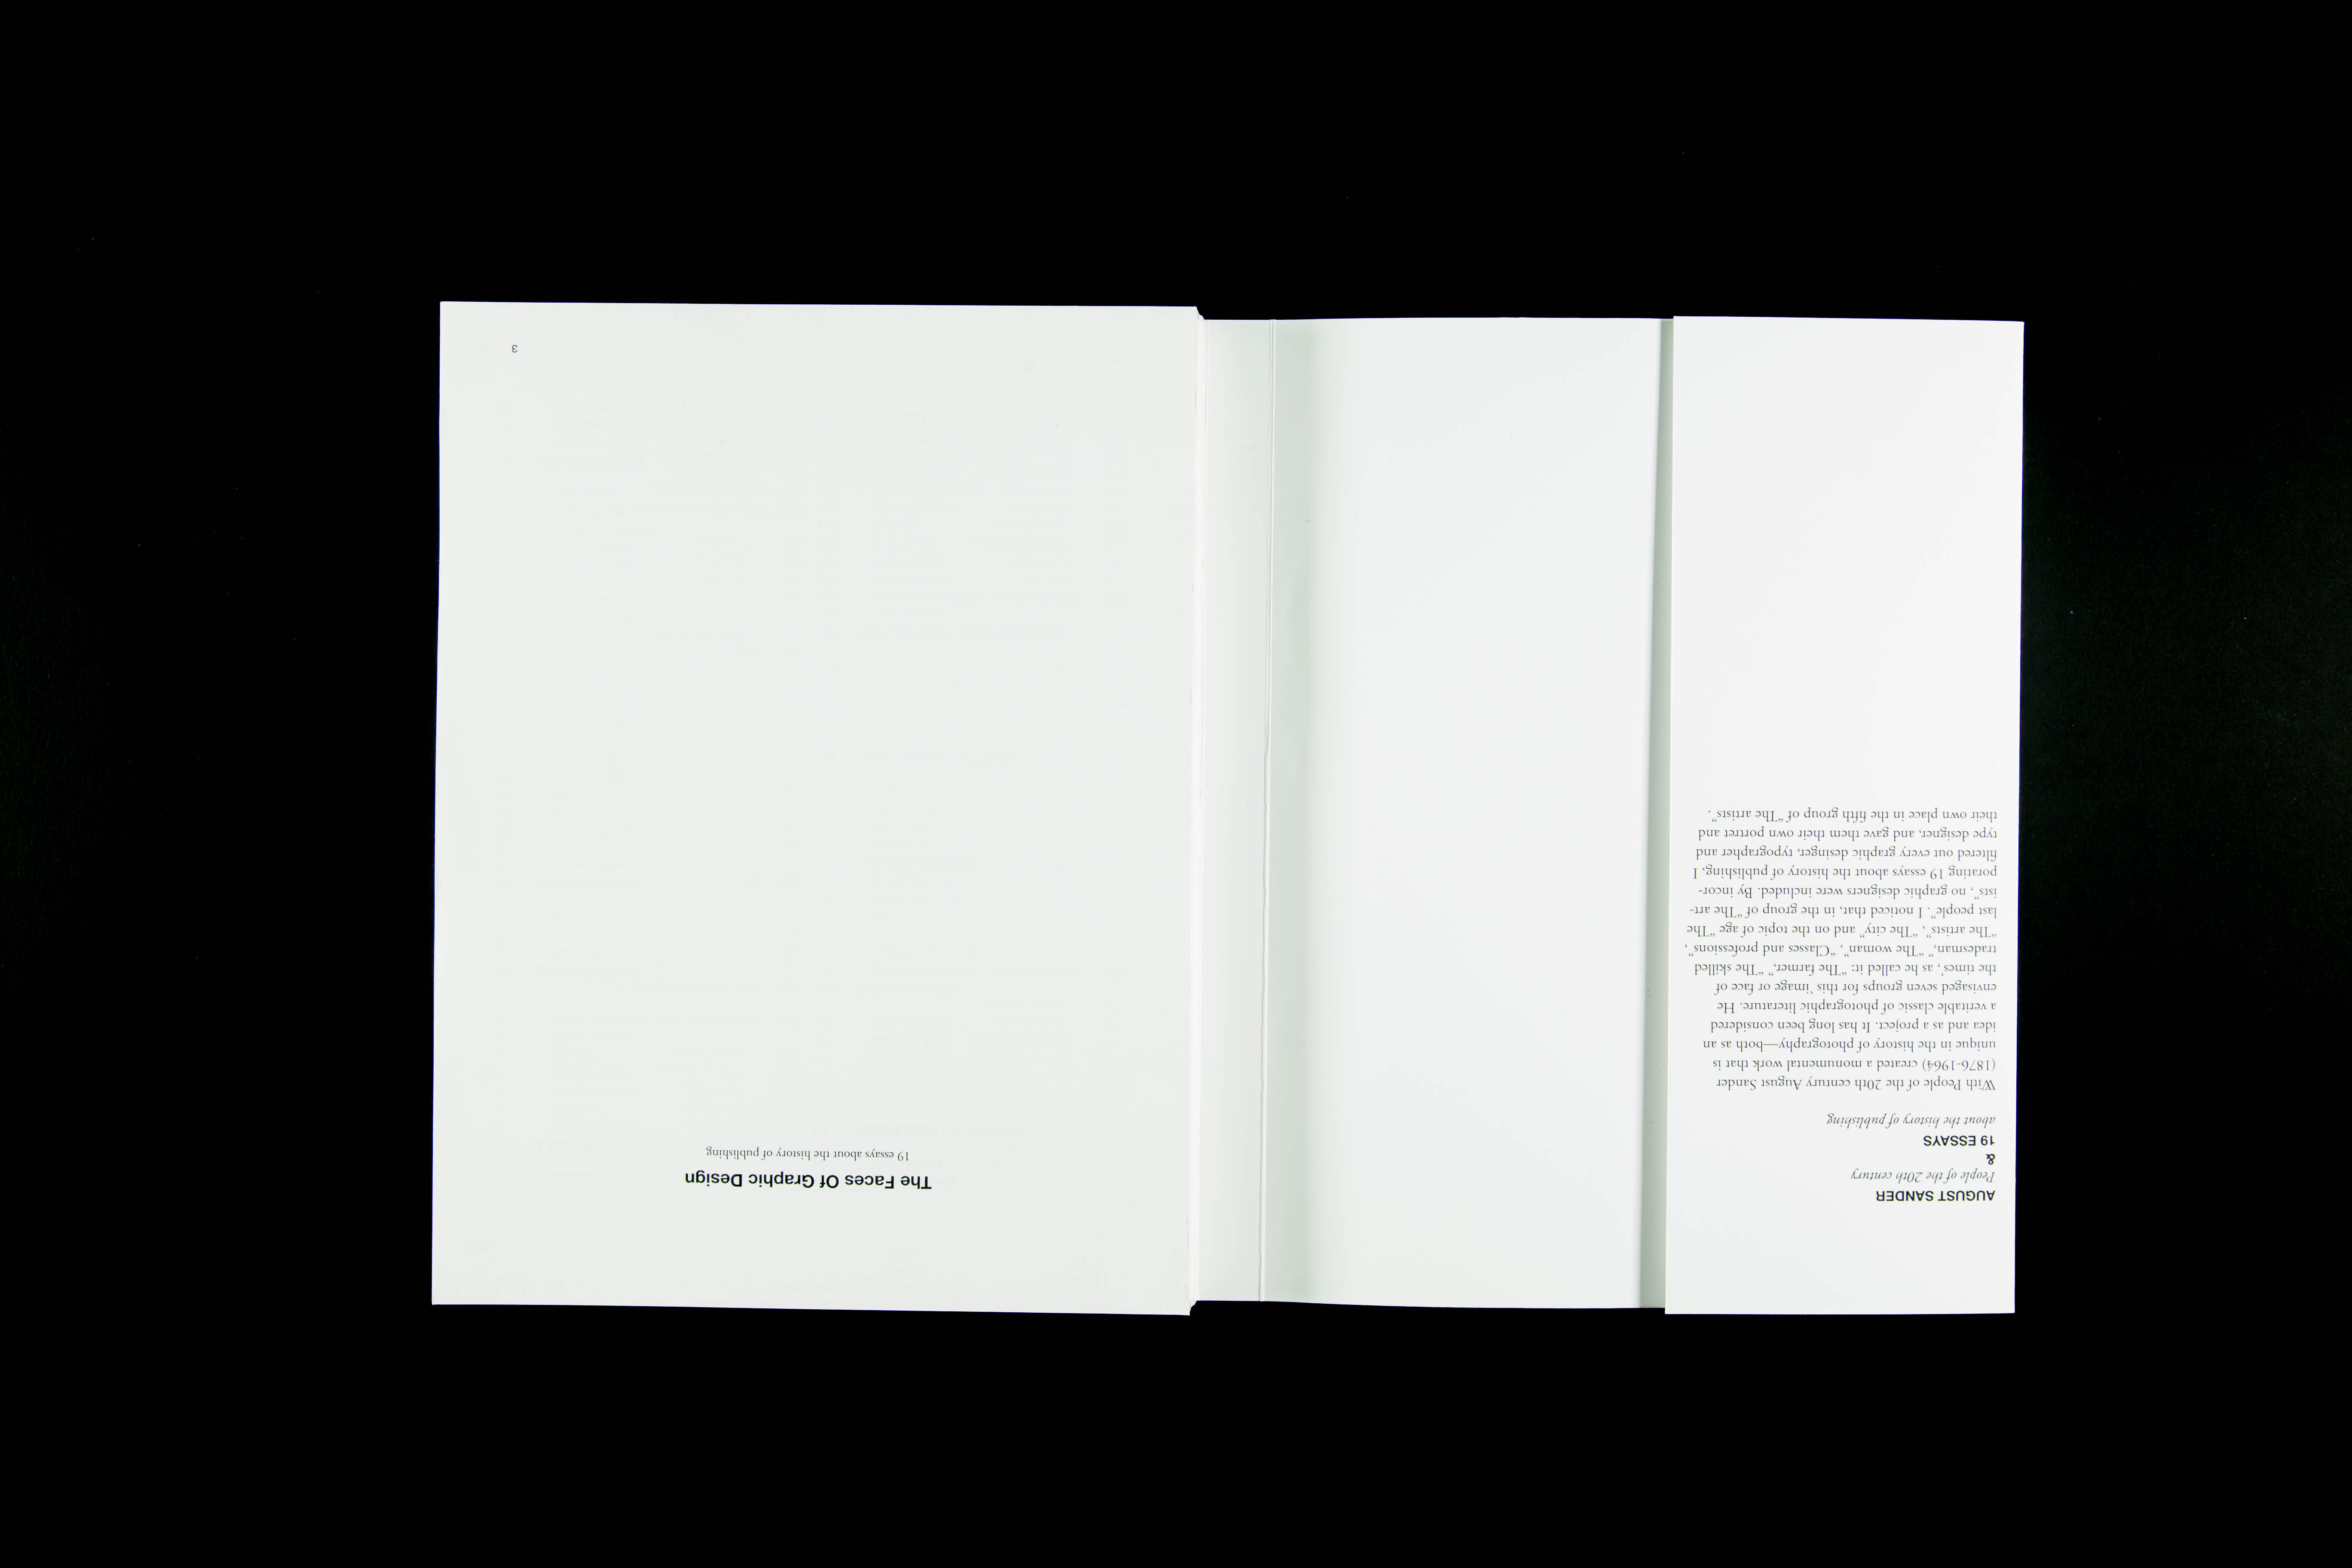 AUGUST SANDER
People of the 20th century
&
19 ESSAYS
about the history of publishing
With People of the 20th century August Sander
(1876-1964) created a monumental work that is
unique in the history of photography—both as an
idea and as a project. It has long been considered
a veritable classic of photographic literature. He
envisaged seven groups for this 'image or face of
the times', as he called it: “The farmer,” “The skilled
tradesman,” “The woman”, “Classes and professions”,
“The artists”, “The city” and on the topic of age “The
last people”. I noticed that, in the group of “The art-
ists”, no graphic designers were included. By incor-
porating 19 essays about the history of publishing, I
filtered out every graphic desinger, typographer and
type designer, and gave them their own portret and
their own place in the fifth group of “The artists”.
The Faces Of Graphic Design
19 essays about the history of publishing
3